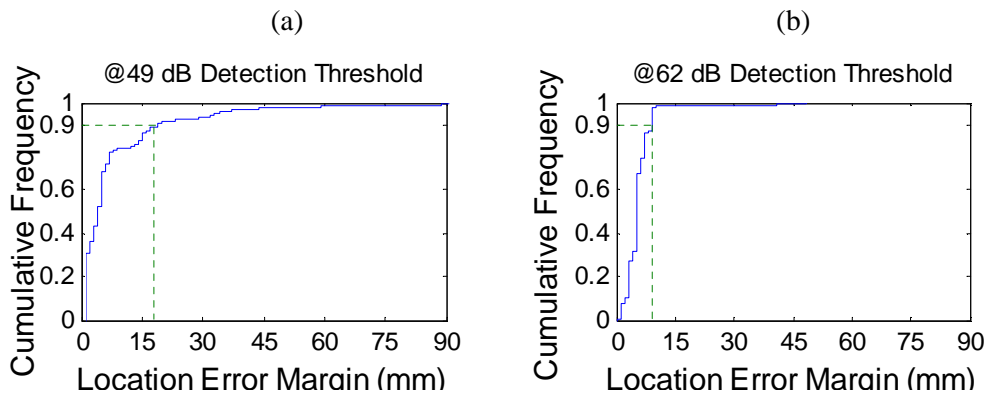 (a)
@49 dB Detection Threshold
Cumulative Frequency
1
0.9
0.6
0.4
0.2
0
0 15 30 45 60 75 90
Location Error Margin (mm)
(b)
@62 dB Detection Threshold
Cumulative Frequency
1
0.9
0.6
0.4
0.2
0
0 15 30 45 60 75 90
Location Error Margin (mm)